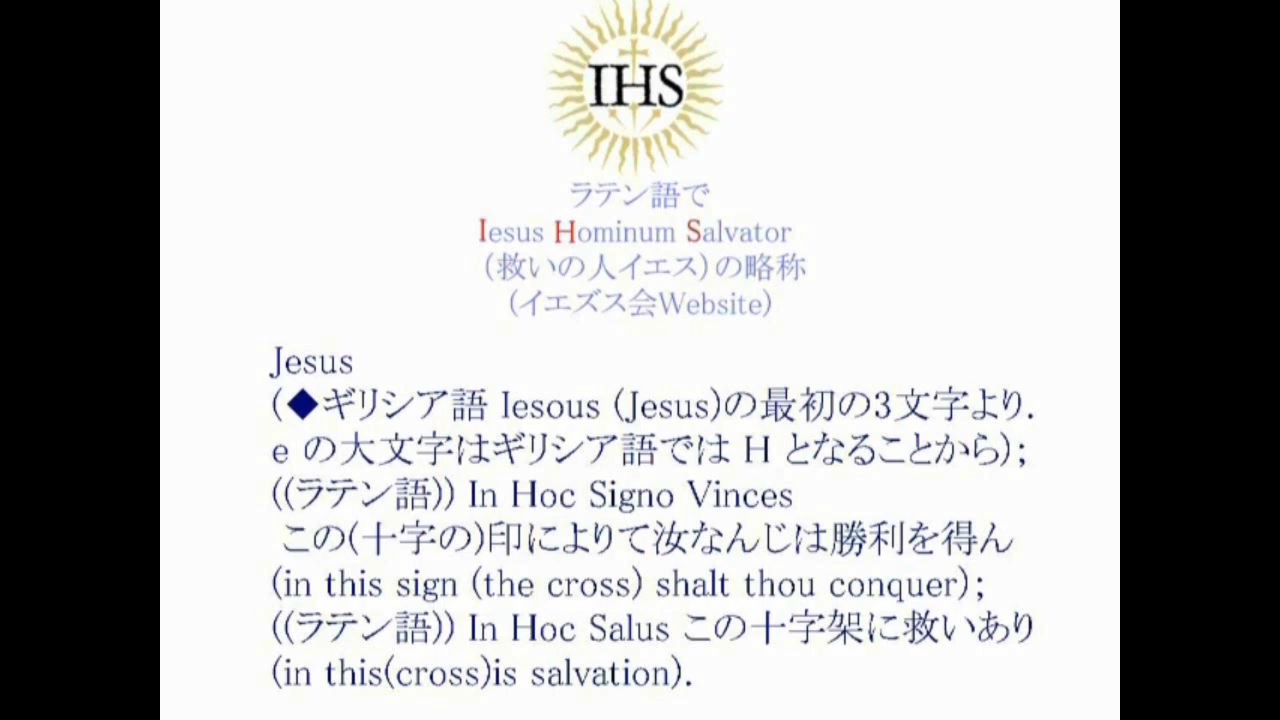 IHS
ラテン語で
Iesus Hominum Salvator
(救いの人イエス)の略称
(イエズス会Website)
Jesus
(◆ギリシア語 Iesous (Jesus)の最初の3文字より.
e の大文字はギリシア語では H となることから);
((ラテン語)) In Hoc Signo Vinces
この(十字の)印によりて汝なんじは勝利を得ん
(in this sign (the cross) shalt thou conquer);
((ラテン語)) In Hoc Salus この十字架に救いあり
(in this(cross)is salvation).